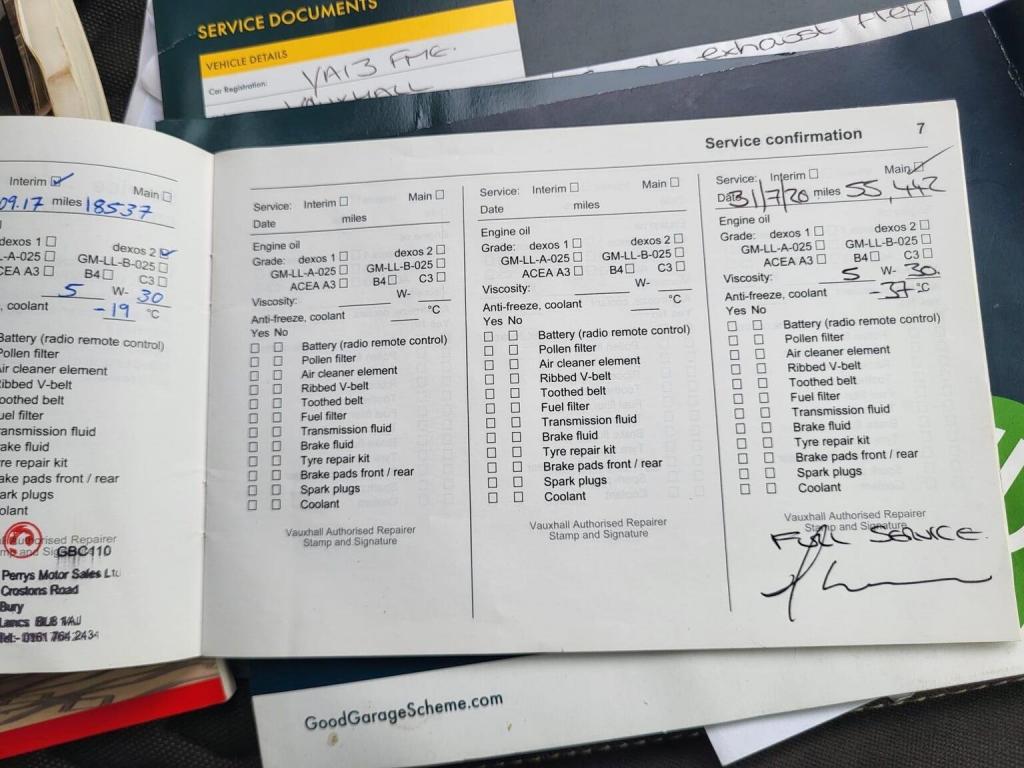 SERVICE DOCUMENTS
VEHICLE DETAILS
Car Registration: YA13 FME.
VAUXHALL
exhaust flexi
Service confirmation 7
Interim ☑ Main ☐
09.17 miles 18537
dexos 1 ☐ dexos 2 ☑
L-A-025 ☐ GM-LL-B-025 ☐
CEA A3 ☐ B4 ☐ C3 ☐
5 W- 30
, coolant -19 °C
Battery (radio remote control)
Pollen filter
Air cleaner element
ibbed V-belt
oothed belt
uel filter
ansmission fluid
ake fluid
re repair kit
ake pads front / rear
ark plugs
olant
orised Repairer
mp and Sig
GBC110
Perrys Motor Sales Ltd
Crostons Road
Bury
Lancs BL8 1AJ
Tel:- 0161 764 2434
Service: Interim ☐ Main ☐
Date miles
Engine oil
Grade: dexos 1 ☐ dexos 2 ☐
GM-LL-A-025 ☐ GM-LL-B-025 ☐
ACEA A3 ☐ B4 ☐ C3 ☐
Viscosity: W-
Anti-freeze, coolant °C
Yes No
☐ ☐ Battery (radio remote control)
☐ ☐ Pollen filter
☐ ☐ Air cleaner element
☐ ☐ Ribbed V-belt
☐ ☐ Toothed belt
☐ ☐ Fuel filter
☐ ☐ Transmission fluid
☐ ☐ Brake fluid
☐ ☐ Tyre repair kit
☐ ☐ Brake pads front / rear
☐ ☐ Spark plugs
☐ ☐ Coolant
Vauxhall Authorised Repairer
Stamp and Signature
Service: Interim ☐ Main ☐
Date miles
Engine oil
Grade: dexos 1 ☐ dexos 2 ☐
GM-LL-A-025 ☐ GM-LL-B-025 ☐
ACEA A3 ☐ B4 ☐ C3 ☐
Viscosity: W-
Anti-freeze, coolant °C
Yes No
☐ ☐ Battery (radio remote control)
☐ ☐ Pollen filter
☐ ☐ Air cleaner element
☐ ☐ Ribbed V-belt
☐ ☐ Toothed belt
☐ ☐ Fuel filter
☐ ☐ Transmission fluid
☐ ☐ Brake fluid
☐ ☐ Tyre repair kit
☐ ☐ Brake pads front / rear
☐ ☐ Spark plugs
☐ ☐ Coolant
Vauxhall Authorised Repairer
Stamp and Signature
Service: Interim ☐ Main ☑
Date 31/7/20 miles 55,442
Engine oil
Grade: dexos 1 ☐ dexos 2 ☐
GM-LL-A-025 ☐ GM-LL-B-025 ☐
ACEA A3 ☐ B4 ☐ C3 ☐
Viscosity: 5 W- 30.
Anti-freeze, coolant -37 °C
Yes No
☐ ☐ Battery (radio remote control)
☐ ☐ Pollen filter
☐ ☐ Air cleaner element
☐ ☐ Ribbed V-belt
☐ ☐ Toothed belt
☐ ☐ Fuel filter
☐ ☐ Transmission fluid
☐ ☐ Brake fluid
☐ ☐ Tyre repair kit
☐ ☐ Brake pads front / rear
☐ ☐ Spark plugs
☐ ☐ Coolant
Vauxhall Authorised Repairer
Stamp and Signature
FULL SERVICE.
GoodGarageScheme.com